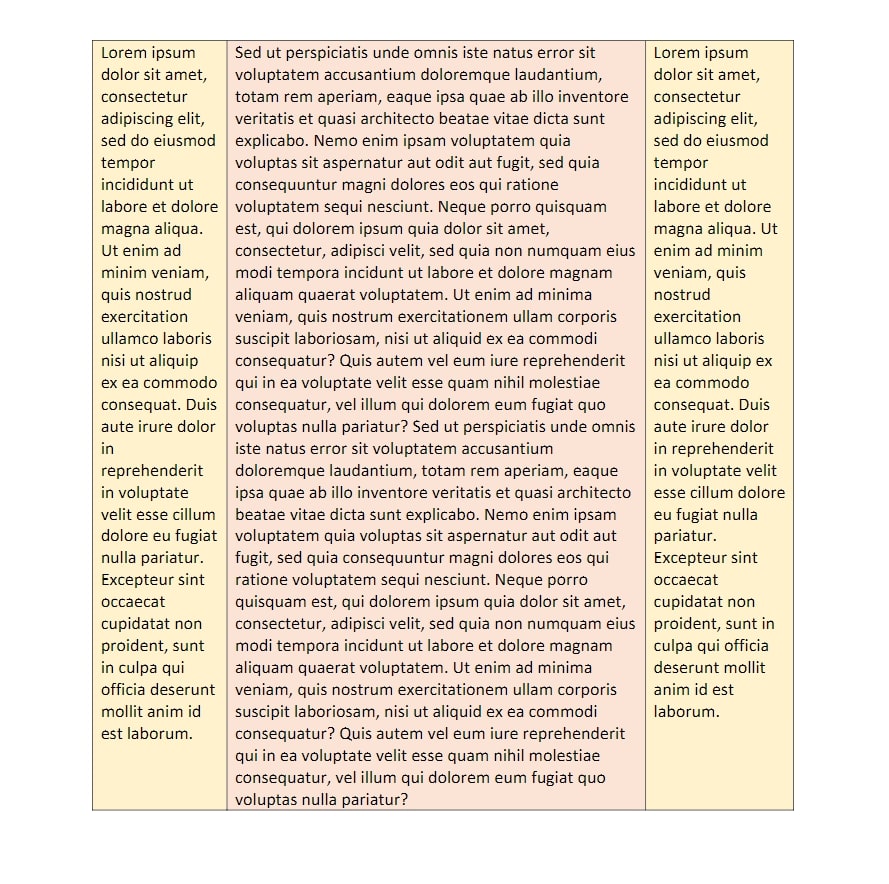 Lorem ipsum
dolor sit amet,
consectetur
adipiscing elit,
sed do eiusmod
tempor
incididunt ut
labore et dolore
magna aliqua.
Ut enim ad
minim veniam,
quis nostrud
exercitation
ullamco laboris
nisi ut aliquip
ex ea commodo
consequat. Duis
aute irure dolor
in
reprehenderit
in voluptate
velit esse cillum
dolore eu fugiat
nulla pariatur.
Excepteur sint
occaecat
cupidatat non
proident, sunt
in culpa qui
officia deserunt
mollit anim id
est laborum.
Sed ut perspiciatis unde omnis iste natus error sit
voluptatem accusantium doloremque laudantium,
totam rem aperiam, eaque ipsa quae ab illo inventore
veritatis et quasi architecto beatae vitae dicta sunt
explicabo. Nemo enim ipsam voluptatem quia
voluptas sit aspernatur aut odit aut fugit, sed quia
consequuntur magni dolores eos qui ratione
voluptatem sequi nesciunt. Neque porro quisquam
est, qui dolorem ipsum quia dolor sit amet,
consectetur, adipisci velit, sed quia non numquam eius
modi tempora incidunt ut labore et dolore magnam
aliquam quaerat voluptatem. Ut enim ad minima
veniam, quis nostrum exercitationem ullam corporis
suscipit laboriosam, nisi ut aliquid ex ea commodi
consequatur? Quis autem vel eum iure reprehenderit
qui in ea voluptate velit esse quam nihil molestiae
consequatur, vel illum qui dolorem eum fugiat quo
voluptas nulla pariatur? Sed ut perspiciatis unde omnis
iste natus error sit voluptatem accusantium
doloremque laudantium, totam rem aperiam, eaque
ipsa quae ab illo inventore veritatis et quasi architecto
beatae vitae dicta sunt explicabo. Nemo enim ipsam
voluptatem quia voluptas sit aspernatur aut odit aut
fugit, sed quia consequuntur magni dolores eos qui
ratione voluptatem sequi nesciunt. Neque porro
quisquam est, qui dolorem ipsum quia dolor sit amet,
consectetur, adipisci velit, sed quia non numquam eius
modi tempora incidunt ut labore et dolore magnam
aliquam quaerat voluptatem. Ut enim ad minima
veniam, quis nostrum exercitationem ullam corporis
suscipit laboriosam, nisi ut aliquid ex ea commodi
consequatur? Quis autem vel eum iure reprehenderit
qui in ea voluptate velit esse quam nihil molestiae
consequatur, vel illum qui dolorem eum fugiat quo
voluptas nulla pariatur?
Lorem ipsum
dolor sit amet,
consectetur
adipiscing elit,
sed do eiusmod
tempor
incididunt ut
labore et dolore
magna aliqua. Ut
enim ad minim
veniam, quis
nostrud
exercitation
ullamco laboris
nisi ut aliquip ex
ea commodo
consequat. Duis
aute irure dolor
in reprehenderit
in voluptate velit
esse cillum dolore
eu fugiat nulla
pariatur.
Excepteur sint
occaecat
cupidatat non
proident, sunt in
culpa qui officia
deserunt mollit
anim id est
laborum.